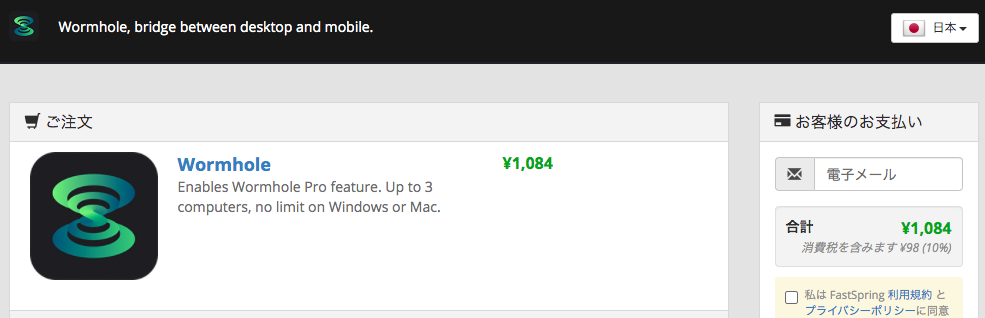 Wormhole, bridge between desktop and mobile.
日本
ご注文
Wormhole
¥1,084
Enables Wormhole Pro feature. Up to 3
computers, no limit on Windows or Mac.
お客様のお支払い
電子メール
合計
¥1,084
消費税を含みます ¥98 (10%)
私は FastSpring 利用規約 と
プライバシーポリシーに同意